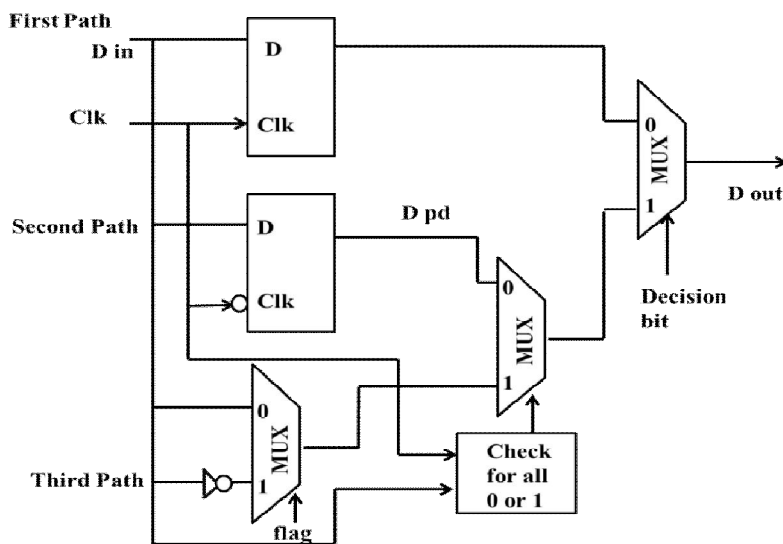 First Path
D in
D
Clk
Clk
0
MUX
1
D out
Decision
bit
Second Path
D
Clk
D pd
0
MUX
1
0
MUX
1
Third Path
flag
Check
for all
0 or 1